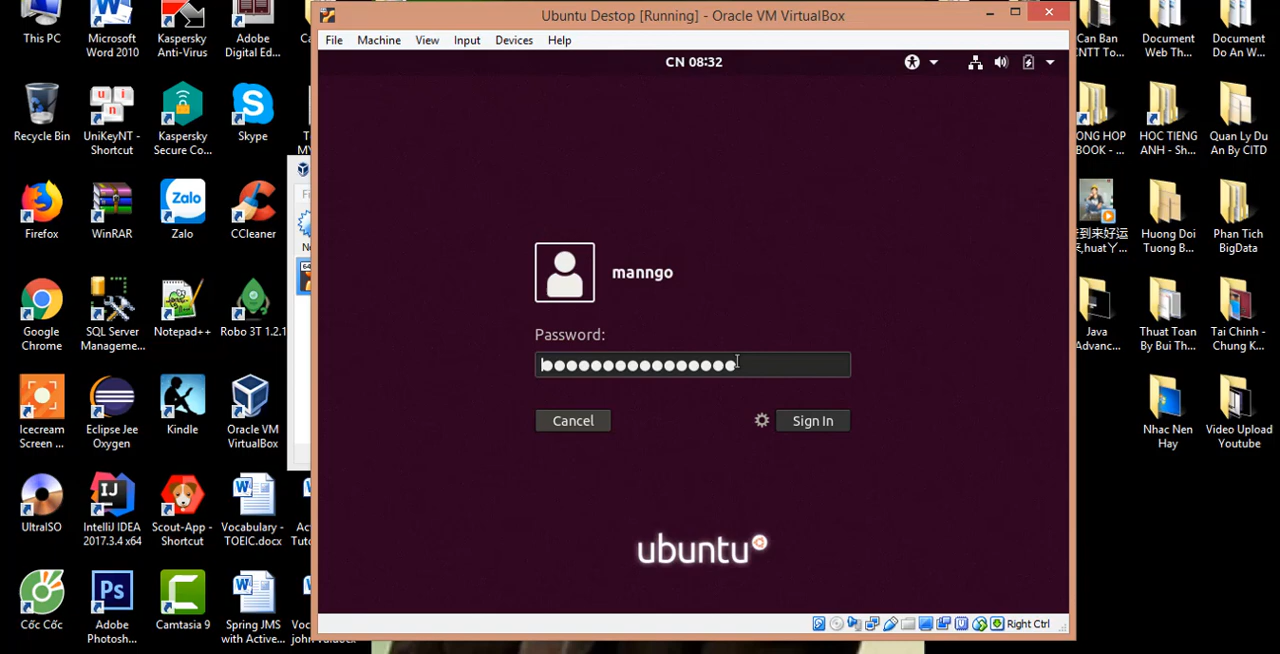 Ubuntu Destop [Running] - Oracle VM VirtualBox
File Machine View Input Devices Help
CN 08:32
manngo
Password:
Cancel
Sign In
ubuntu
Right Ctrl
This PC
Microsoft
Word 2010
Kaspersky
Anti-Virus
Adobe
Digital Ed...
Recycle Bin
UniKeyNT -
Shortcut
Kaspersky
Secure Co...
Skype
Firefox
WinRAR
Zalo
CCleaner
Google
Chrome
SQL Server
Manageme...
Notepad++
Robo 3T 1.2.1
Icecream
Screen ...
Eclipse Jee
Oxygen
Kindle
Oracle VM
VirtualBox
UltraISO
IntelliJ IDEA
2017.3.4 x64
Scout-App -
Shortcut
Vocabulary -
TOEIC.docx
Cốc Cốc
Adobe
Photosh...
Camtasia 9
Spring JMS
with Active...
Can Ban
CNTT To...
Document
Web Th...
Document
Do An W...
ONG HOP
BOOK - ...
HOC TIENG
ANH - Sh...
Quan Ly Du
An By CITD
Huong Doi
Tuong B...
Phan Tich
BigData
Java
Advanc...
Thuat Toan
By Bui Th...
Tai Chinh -
Chung K...
Nhac Nen
Hay
Video Upload
Youtube